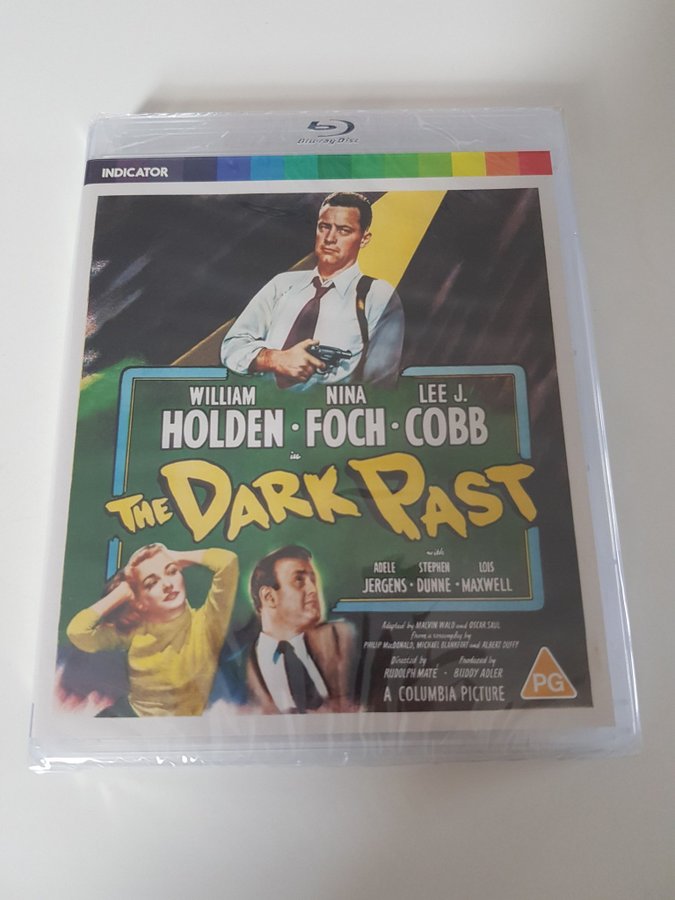 Blu-ray Disc
INDICATOR
WILLIAM NINA LEE J.
HOLDEN · FOCH · COBB
in
THE DARK PAST
with
ADELE STEPHEN LOIS
JERGENS · DUNNE · MAXWELL
Adapted by MALVIN WALD and OSCAR SAUL
from a screenplay by
PHILIP MacDONALD, MICHAEL BLANKFORT and ALBERT DUFFY
Directed by Produced by
RUDOLPH MATÉ · BUDDY ADLER
A COLUMBIA PICTURE
PG